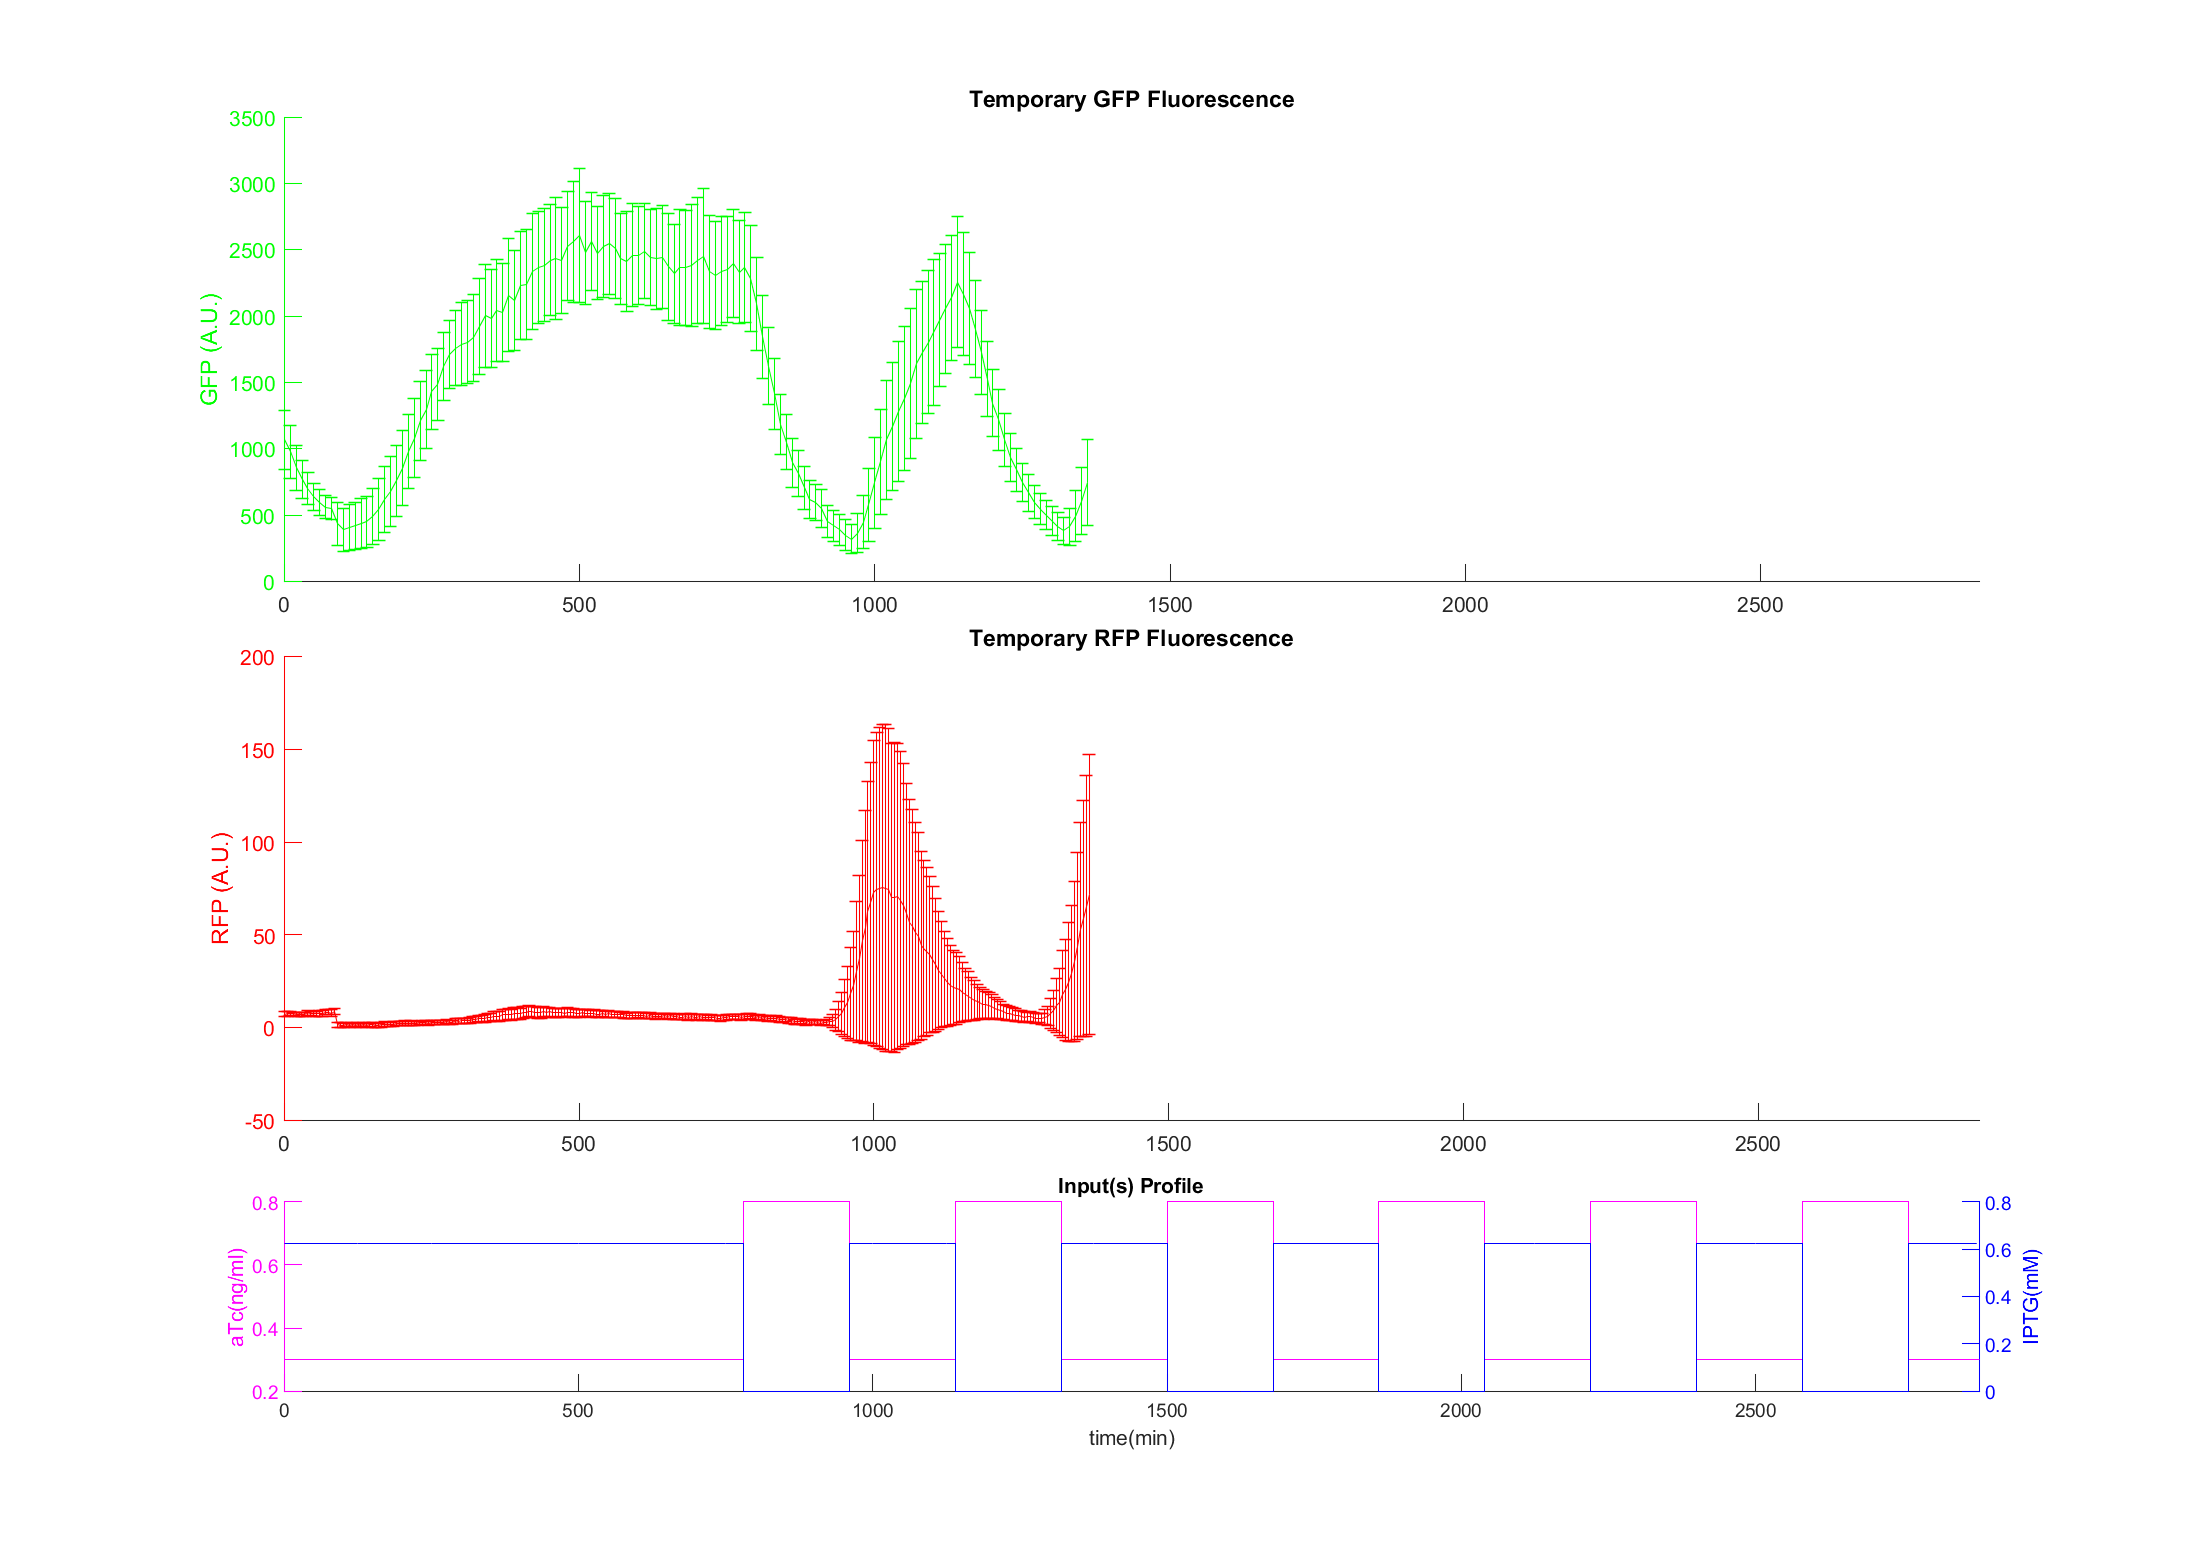 Temporary GFP Fluorescence
3500
3000
2500
2000
1500
1000
500
0
GFP (A.U.)
0 500 1000 1500 2000 2500
Temporary RFP Fluorescence
200
150
100
50
0
-50
RFP (A.U.)
0 500 1000 1500 2000 2500
Input(s) Profile
0.8
0.6
0.4
0.2
aTc(ng/ml)
0.8
0.6
0.4
0.2
0
IPTG(mM)
0 500 1000 1500 2000 2500
time(min)